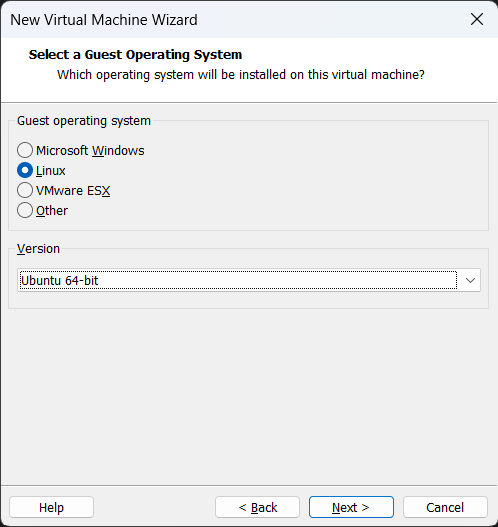 New Virtual Machine Wizard
Select a Guest Operating System
Which operating system will be installed on this virtual machine?
Guest operating system
Microsoft Windows
Linux
VMware ESX
Other
Version
Ubuntu 64-bit
Help
< Back
Next >
Cancel